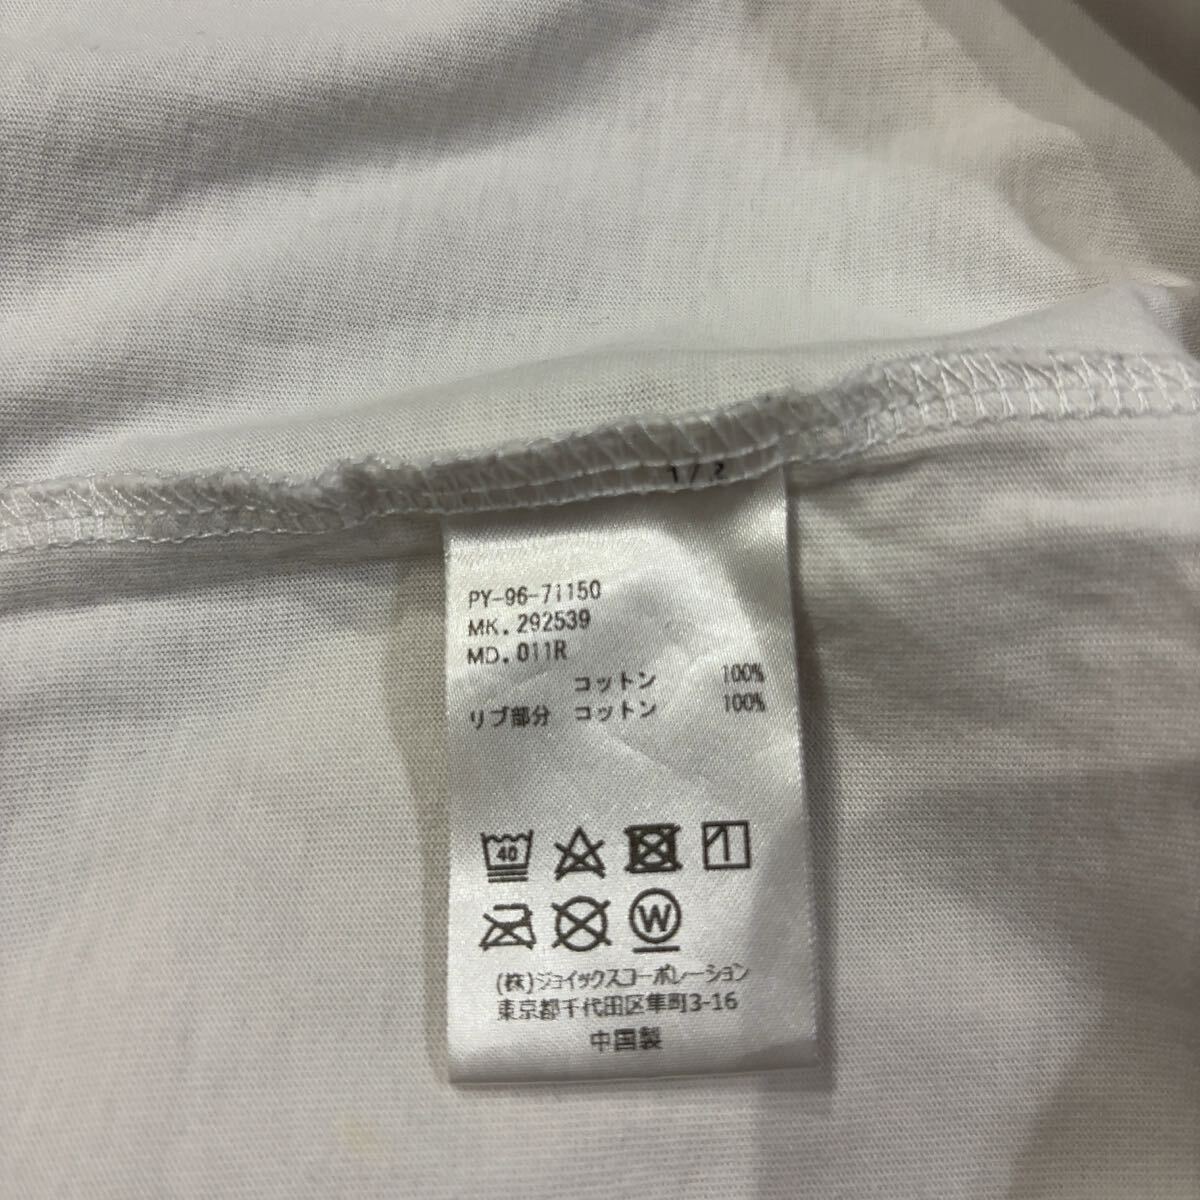 1/2
PY-96-71150
MK.292539
MD.011R
コットン 100%
リブ部分 コットン 100%
40
W
(株)ジョイックスコーポレーション
東京都千代田区隼町3-16
中国製